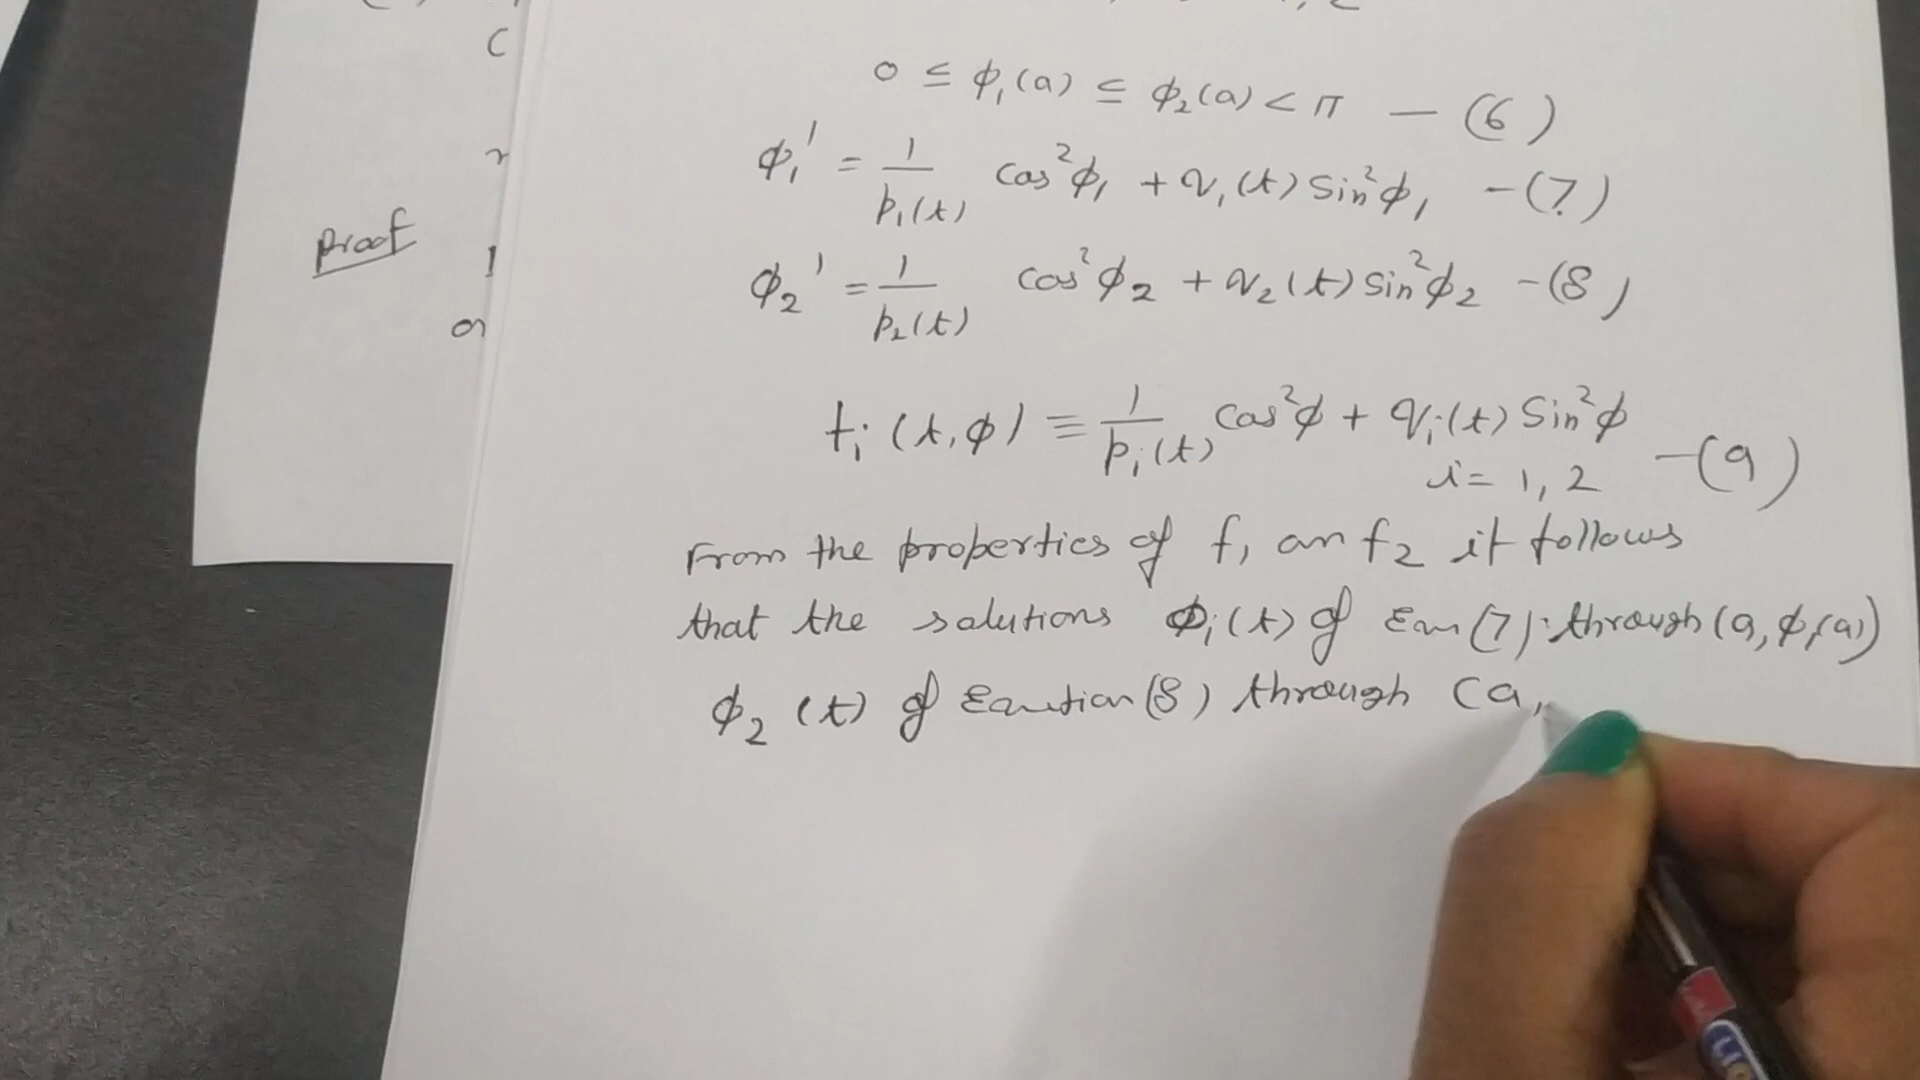 0 ≤ φ₁(a) ≤ φ₂(a) < π — (6)
φ₁' = 1/p₁(t) cos²φ₁ + q₁(t) Sin²φ₁ -(7)
φ₂' = 1/p₂(t) cos²φ₂ + q₂(t) Sin²φ₂ -(8)
proof
fᵢ(t,φ) ≡ 1/pᵢ(t) cos²φ + qᵢ(t) Sin²φ
i = 1, 2 -(9)
From the properties of f₁ an f₂ it follows
that the solutions φ₁(t) of Eqn (7) through (a, φ₁(a))
φ₂(t) of Equation (8) through (a,